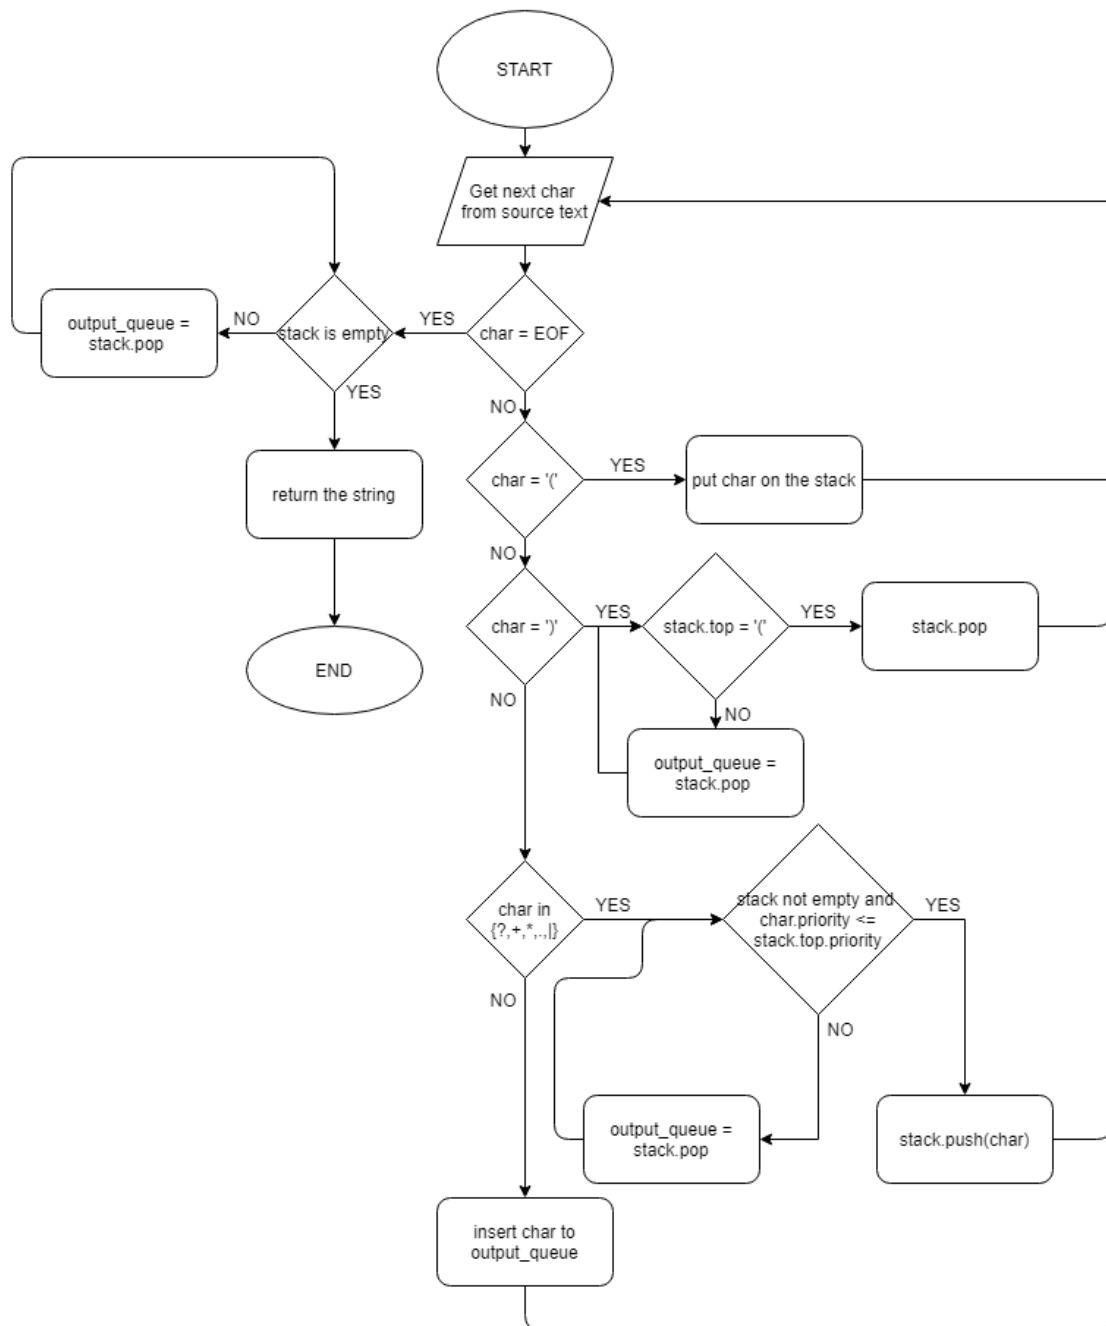 START
Get next char
from source text
char = EOF
YES
stack is empty
NO
output_queue =
stack.pop
YES
return the string
END
NO
char = '('
YES
put char on the stack
NO
char = ')'
YES
stack.top = '('
YES
stack.pop
NO
output_queue =
stack.pop
NO
char in
{?,+,*,.,|}
YES
stack not empty and
char.priority <=
stack.top.priority
YES
stack.push(char)
NO
output_queue =
stack.pop
NO
insert char to
output_queue